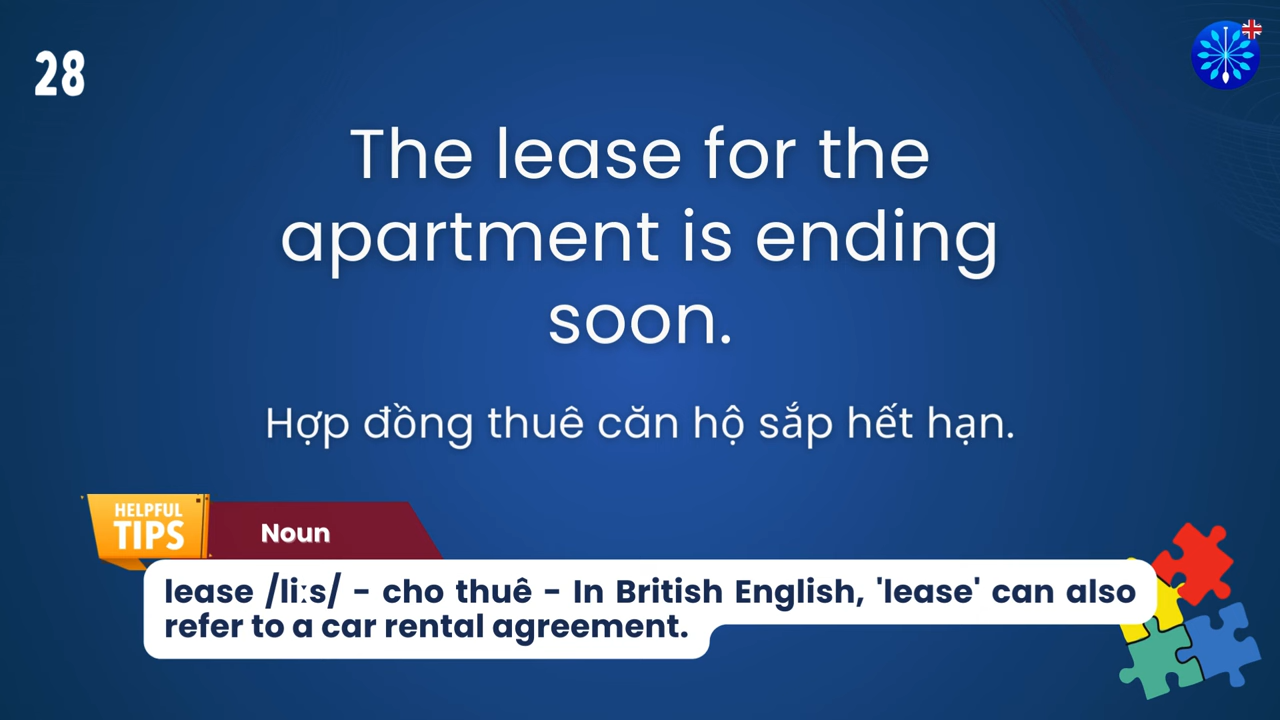 28
The lease for the
apartment is ending
soon.
Hợp đồng thuê căn hộ sắp hết hạn.
HELPFUL
TIPS
Noun
lease /liːs/ - cho thuê - In British English, 'lease' can also
refer to a car rental agreement.